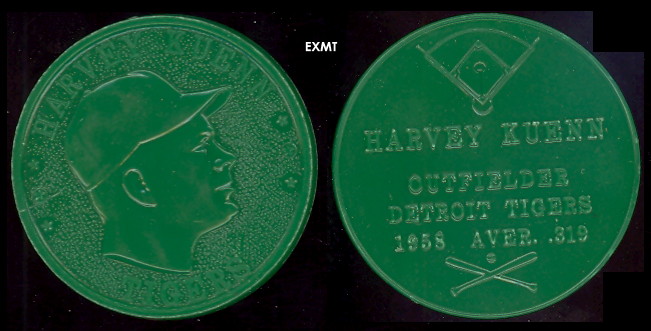 HARVEY KUENN
TIGERS
EXMT
HARVEY KUENN
OUTFIELDER
DETROIT TIGERS
1958 AVER. .319